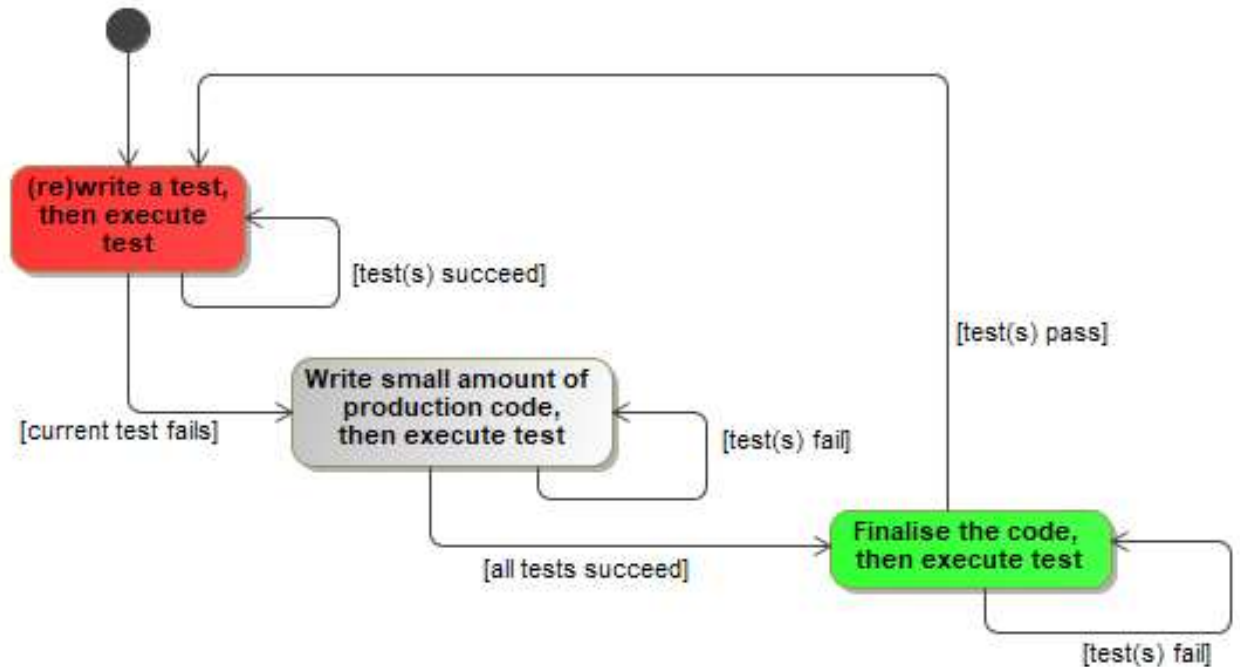 (re)write a test,
then execute
test
[test(s) succeed]
[test(s) pass]
Write small amount of
production code,
then execute test
[current test fails]
[test(s) fail]
Finalise the code,
then execute test
[all tests succeed]
[test(s) fail]